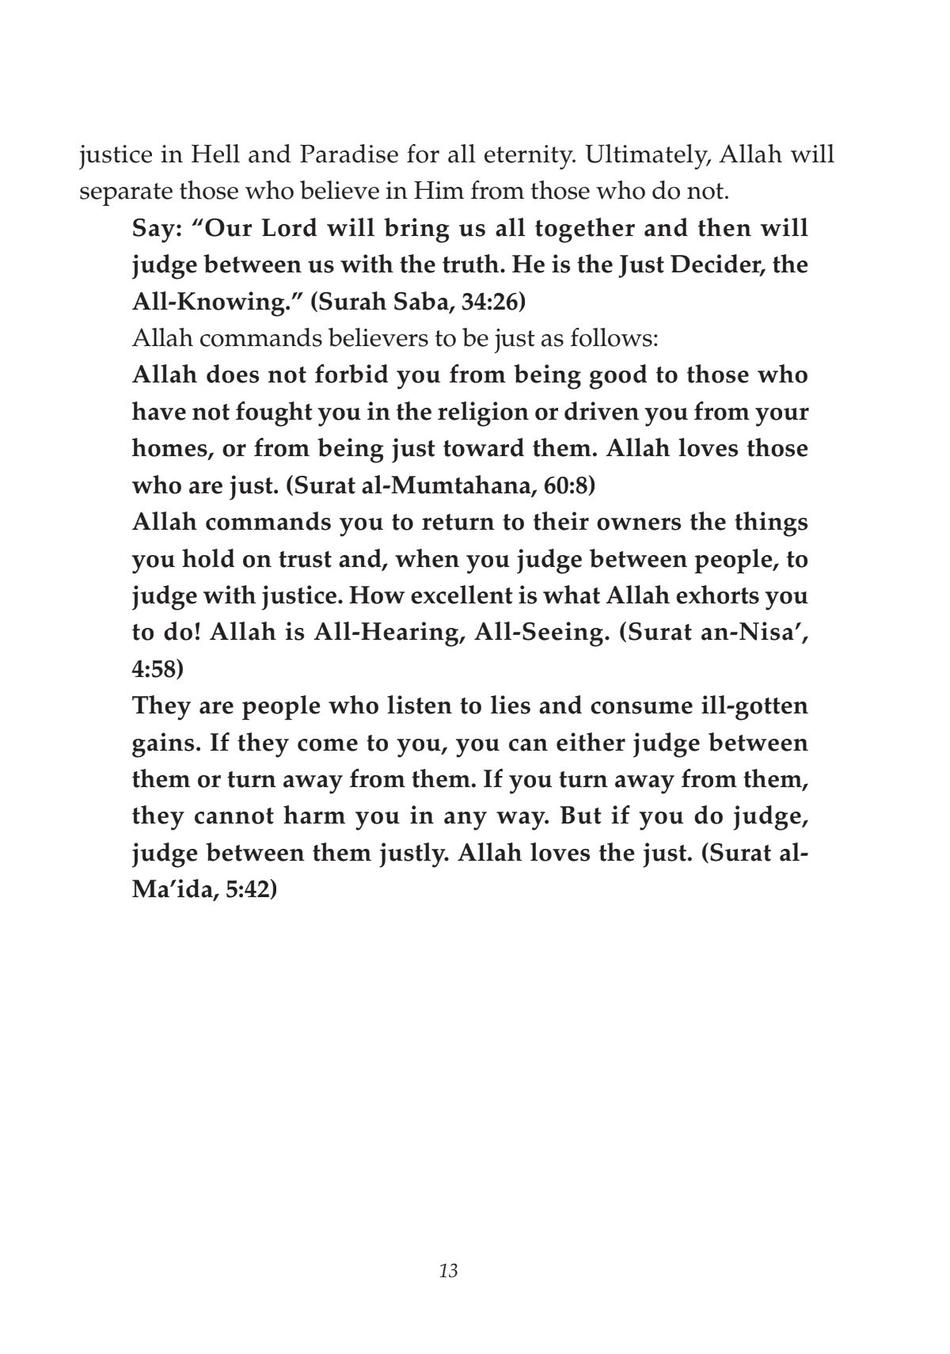 justice in Hell and Paradise for all eternity. Ultimately, Allah will
separate those who believe in Him from those who do not.
Say: “Our Lord will bring us all together and then will
judge between us with the truth. He is the Just Decider, the
All-Knowing.” (Surah Saba, 34:26)
Allah commands believers to be just as follows:
Allah does not forbid you from being good to those who
have not fought you in the religion or driven you from your
homes, or from being just toward them. Allah loves those
who are just. (Surat al-Mumtahana, 60:8)
Allah commands you to return to their owners the things
you hold on trust and, when you judge between people, to
judge with justice. How excellent is what Allah exhorts you
to do! Allah is All-Hearing, All-Seeing. (Surat an-Nisa’,
4:58)
They are people who listen to lies and consume ill-gotten
gains. If they come to you, you can either judge between
them or turn away from them. If you turn away from them,
they cannot harm you in any way. But if you do judge,
judge between them justly. Allah loves the just. (Surat al-
Ma’ida, 5:42)
13